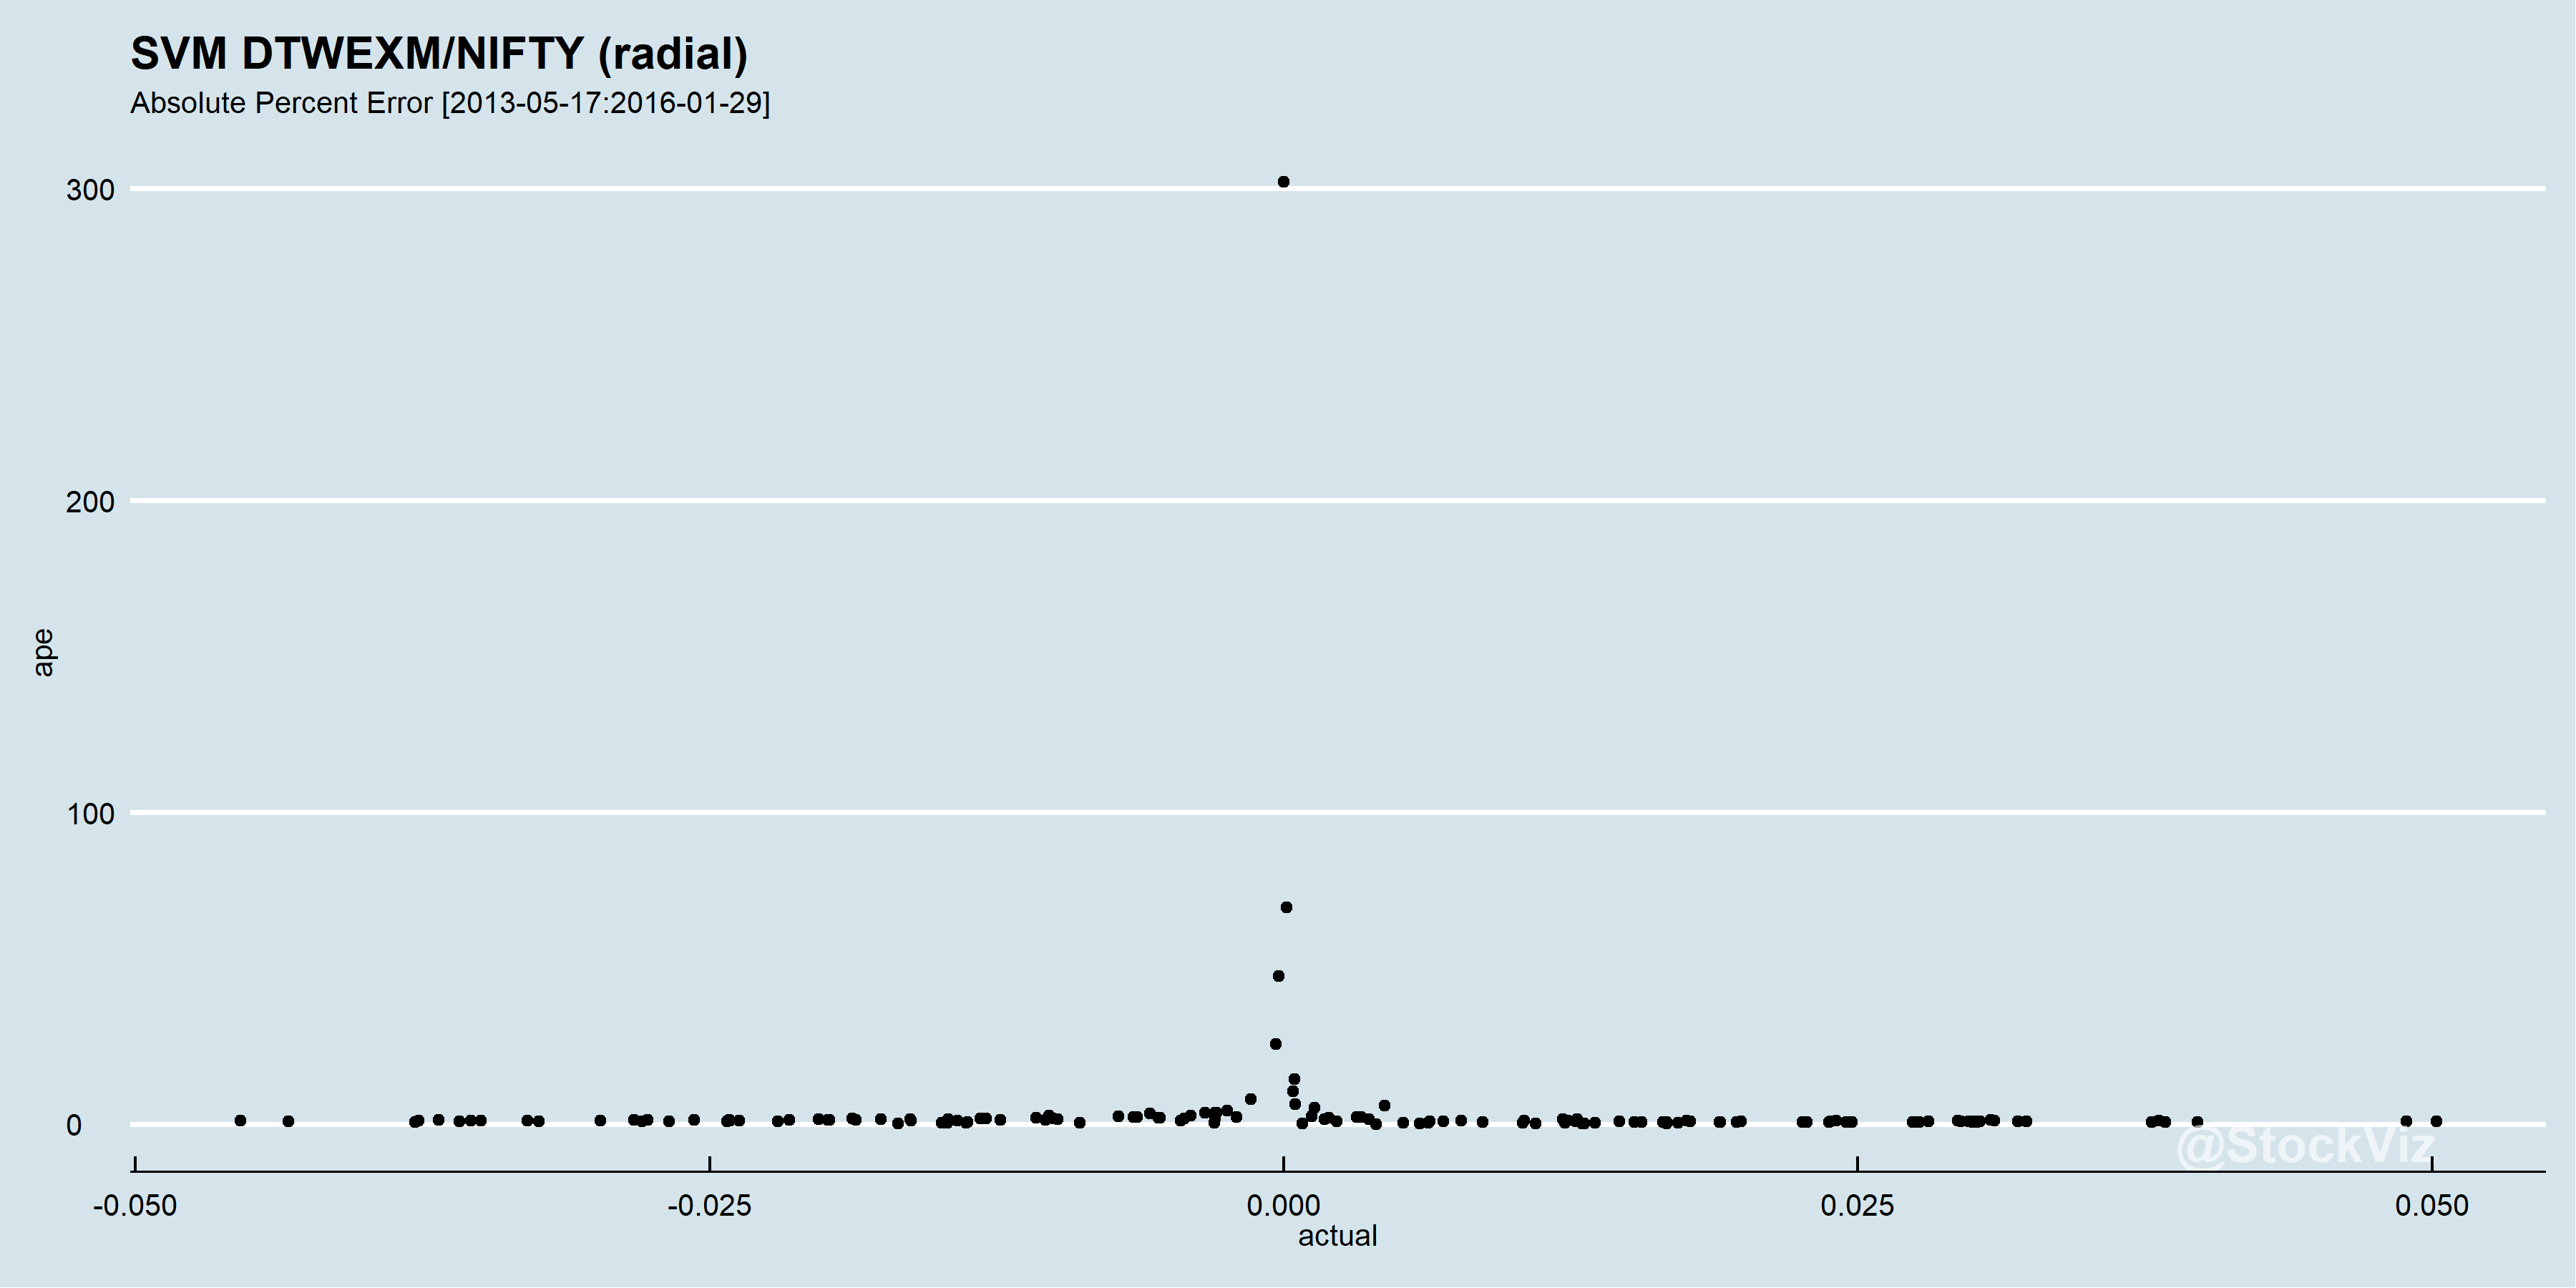 SVM DTWEXM/NIFTY (radial)
Absolute Percent Error [2013-05-17:2016-01-29]
300
200
100
0
ape
-0.050 -0.025 0.000 0.025 0.050
actual
@StockViz